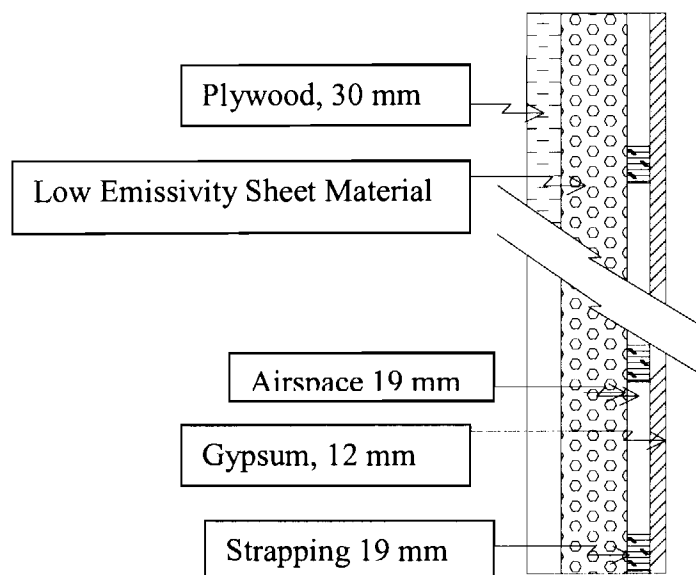 Plywood, 30 mm
Low Emissivity Sheet Material
Airspace 19 mm
Gypsum, 12 mm
Strapping 19 mm